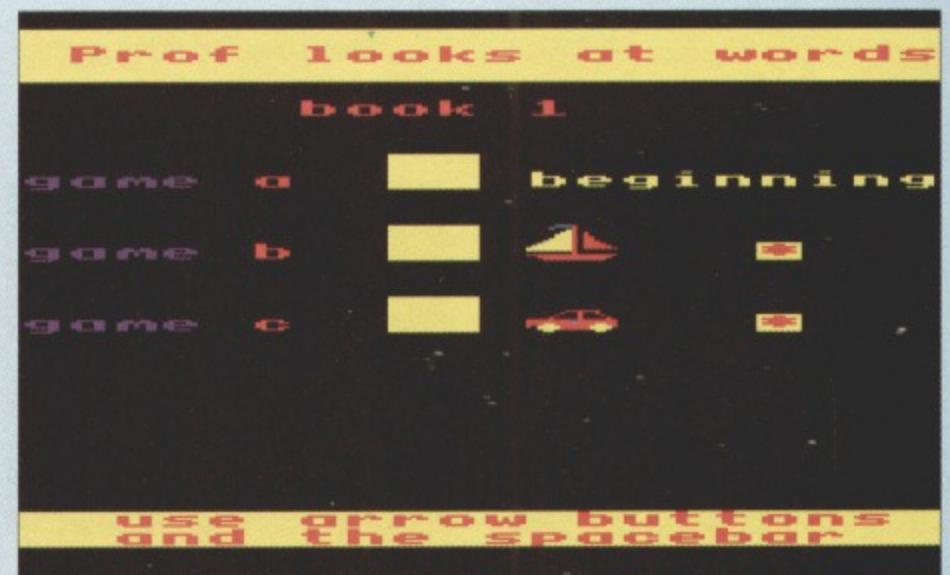 Prof looks at words
book 1
game a beginning
game b *
game c *
use arrow buttons
and the spacebar